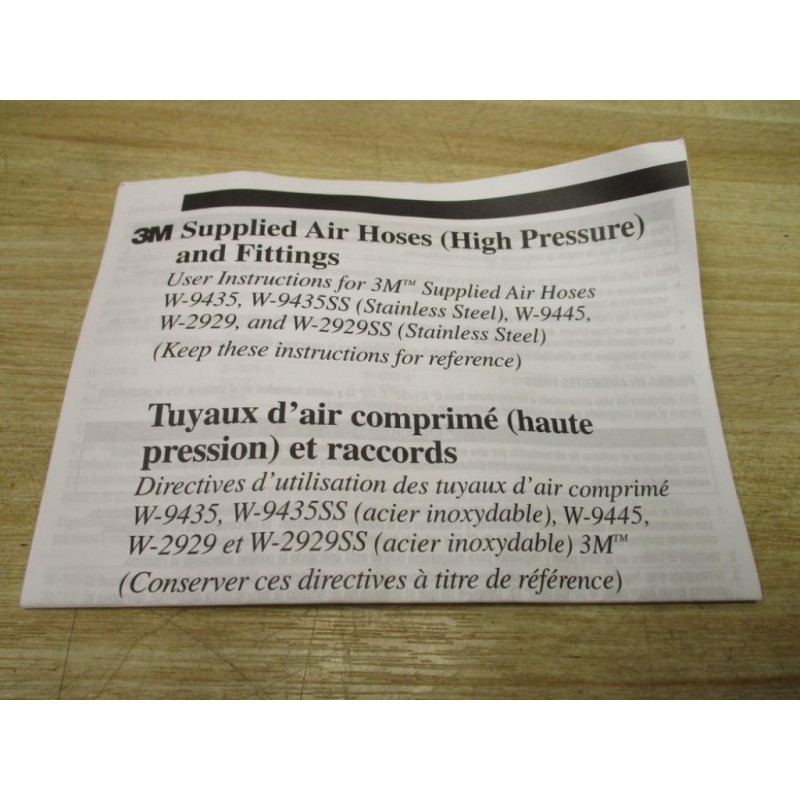 3M Supplied Air Hoses (High Pressure)
and Fittings
User Instructions for 3M™ Supplied Air Hoses
W-9435, W-9435SS (Stainless Steel), W-9445,
W-2929, and W-2929SS (Stainless Steel)
(Keep these instructions for reference)
Tuyaux d'air comprimé (haute
pression) et raccords
Directives d'utilisation des tuyaux d'air comprimé
W-9435, W-9435SS (acier inoxydable), W-9445,
W-2929 et W-2929SS (acier inoxydable) 3M™
(Conserver ces directives à titre de référence)